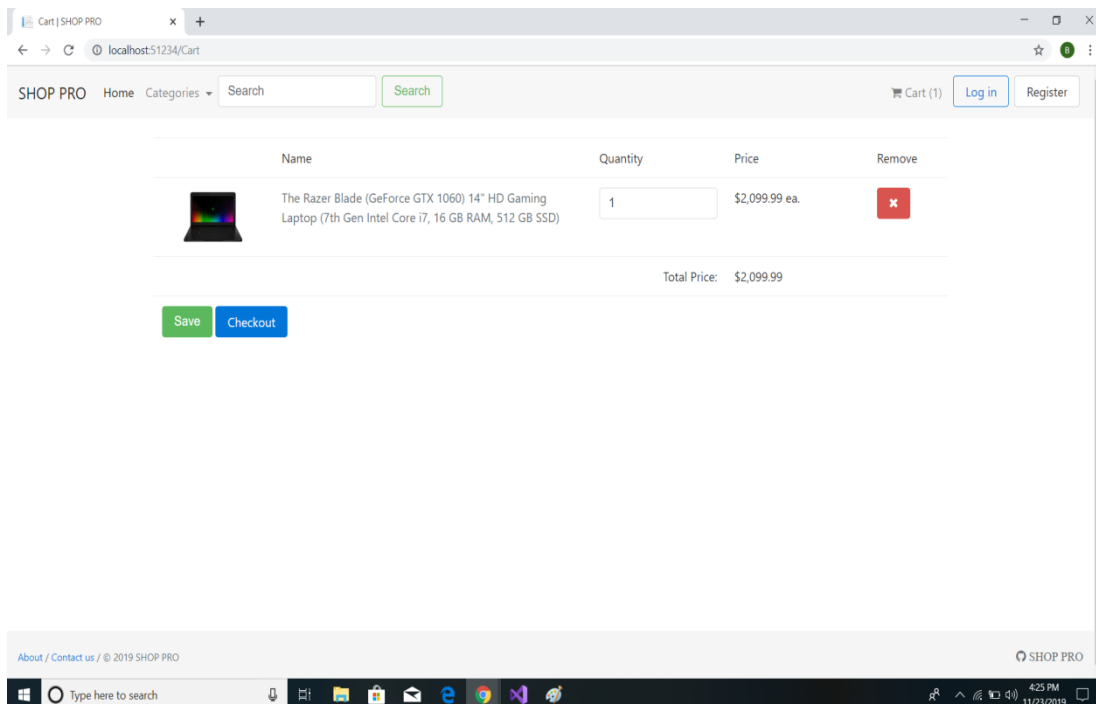 Cart | SHOP PRO
localhost:51234/Cart
B
SHOP PRO Home Categories Search Search Cart (1) Log in Register
Name Quantity Price Remove
The Razer Blade (GeForce GTX 1060) 14" HD Gaming
Laptop (7th Gen Intel Core i7, 16 GB RAM, 512 GB SSD)
1 $2,099.99 ea.
Total Price: $2,099.99
Save Checkout
About / Contact us / © 2019 SHOP PRO SHOP PRO
Type here to search 4:25 PM
11/23/2019